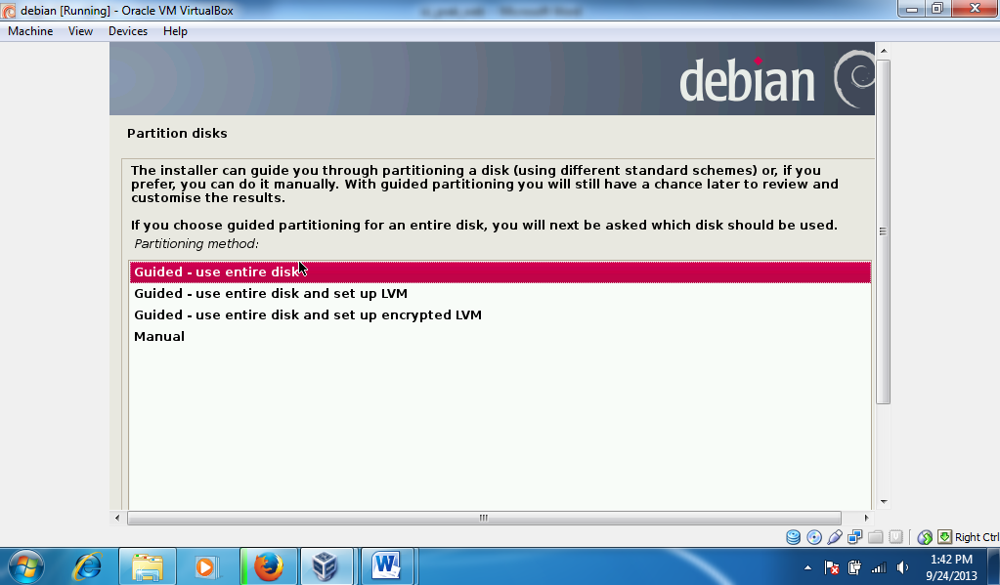 debian [Running] - Oracle VM VirtualBox
Machine View Devices Help
debian
Partition disks
The installer can guide you through partitioning a disk (using different standard schemes) or, if you
prefer, you can do it manually. With guided partitioning you will still have a chance later to review and
customise the results.
If you choose guided partitioning for an entire disk, you will next be asked which disk should be used.
Partitioning method:
Guided - use entire disk
Guided - use entire disk and set up LVM
Guided - use entire disk and set up encrypted LVM
Manual
Right Ctrl
1:42 PM
9/24/2013